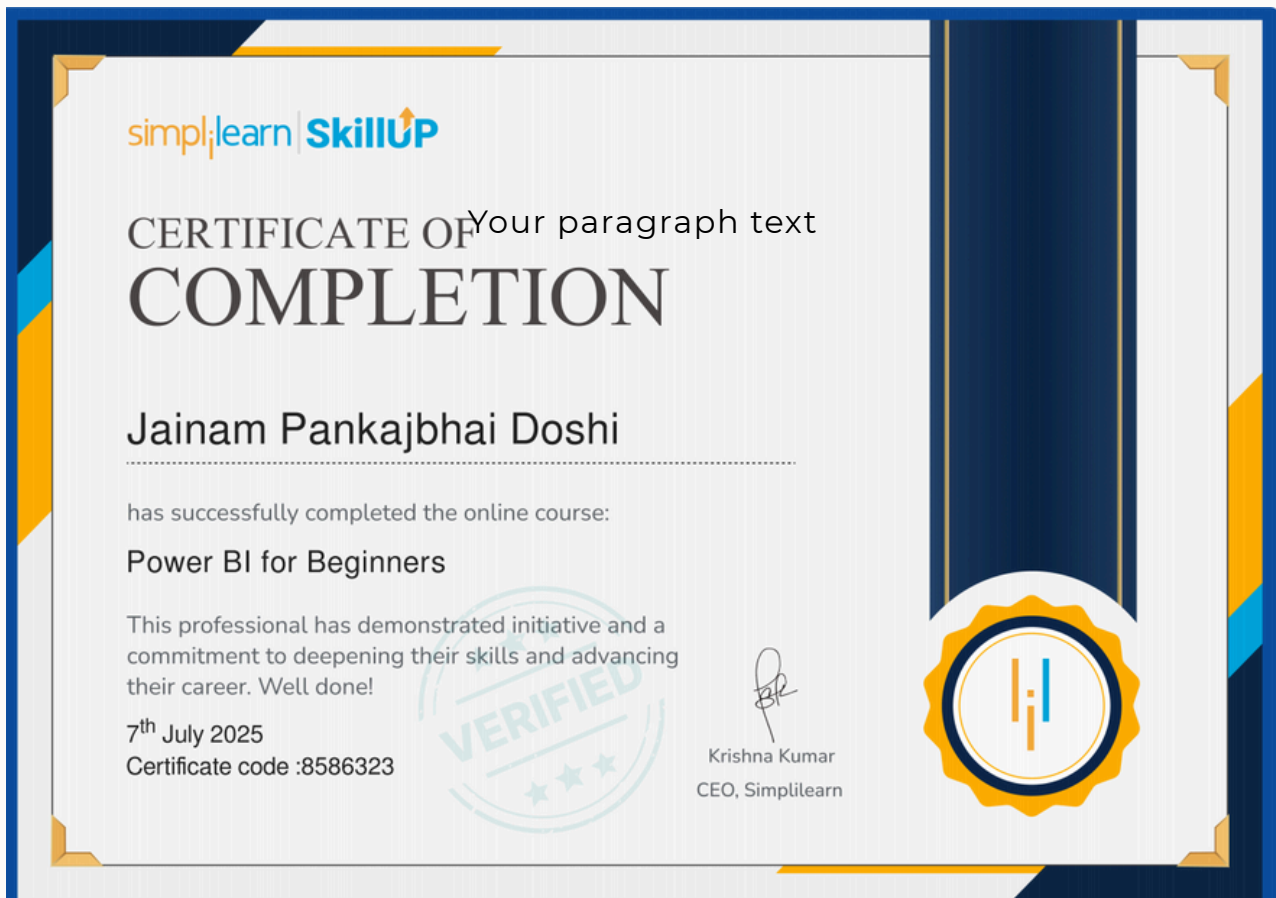 simplilearn | SkillUP
CERTIFICATE OF
Your paragraph text
COMPLETION
Jainam Pankajbhai Doshi
has successfully completed the online course:
Power BI for Beginners
This professional has demonstrated initiative and a
commitment to deepening their skills and advancing
their career. Well done!
VERIFIED
7th July 2025
Certificate code :8586323
Krishna Kumar
CEO, Simplilearn